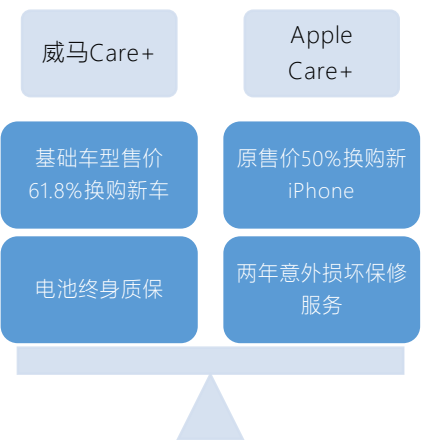 威马Care+
Apple
Care+
基础车型售价
61.8%换购新车
原售价50%换购新
iPhone
电池终身质保
两年意外损坏保修
服务